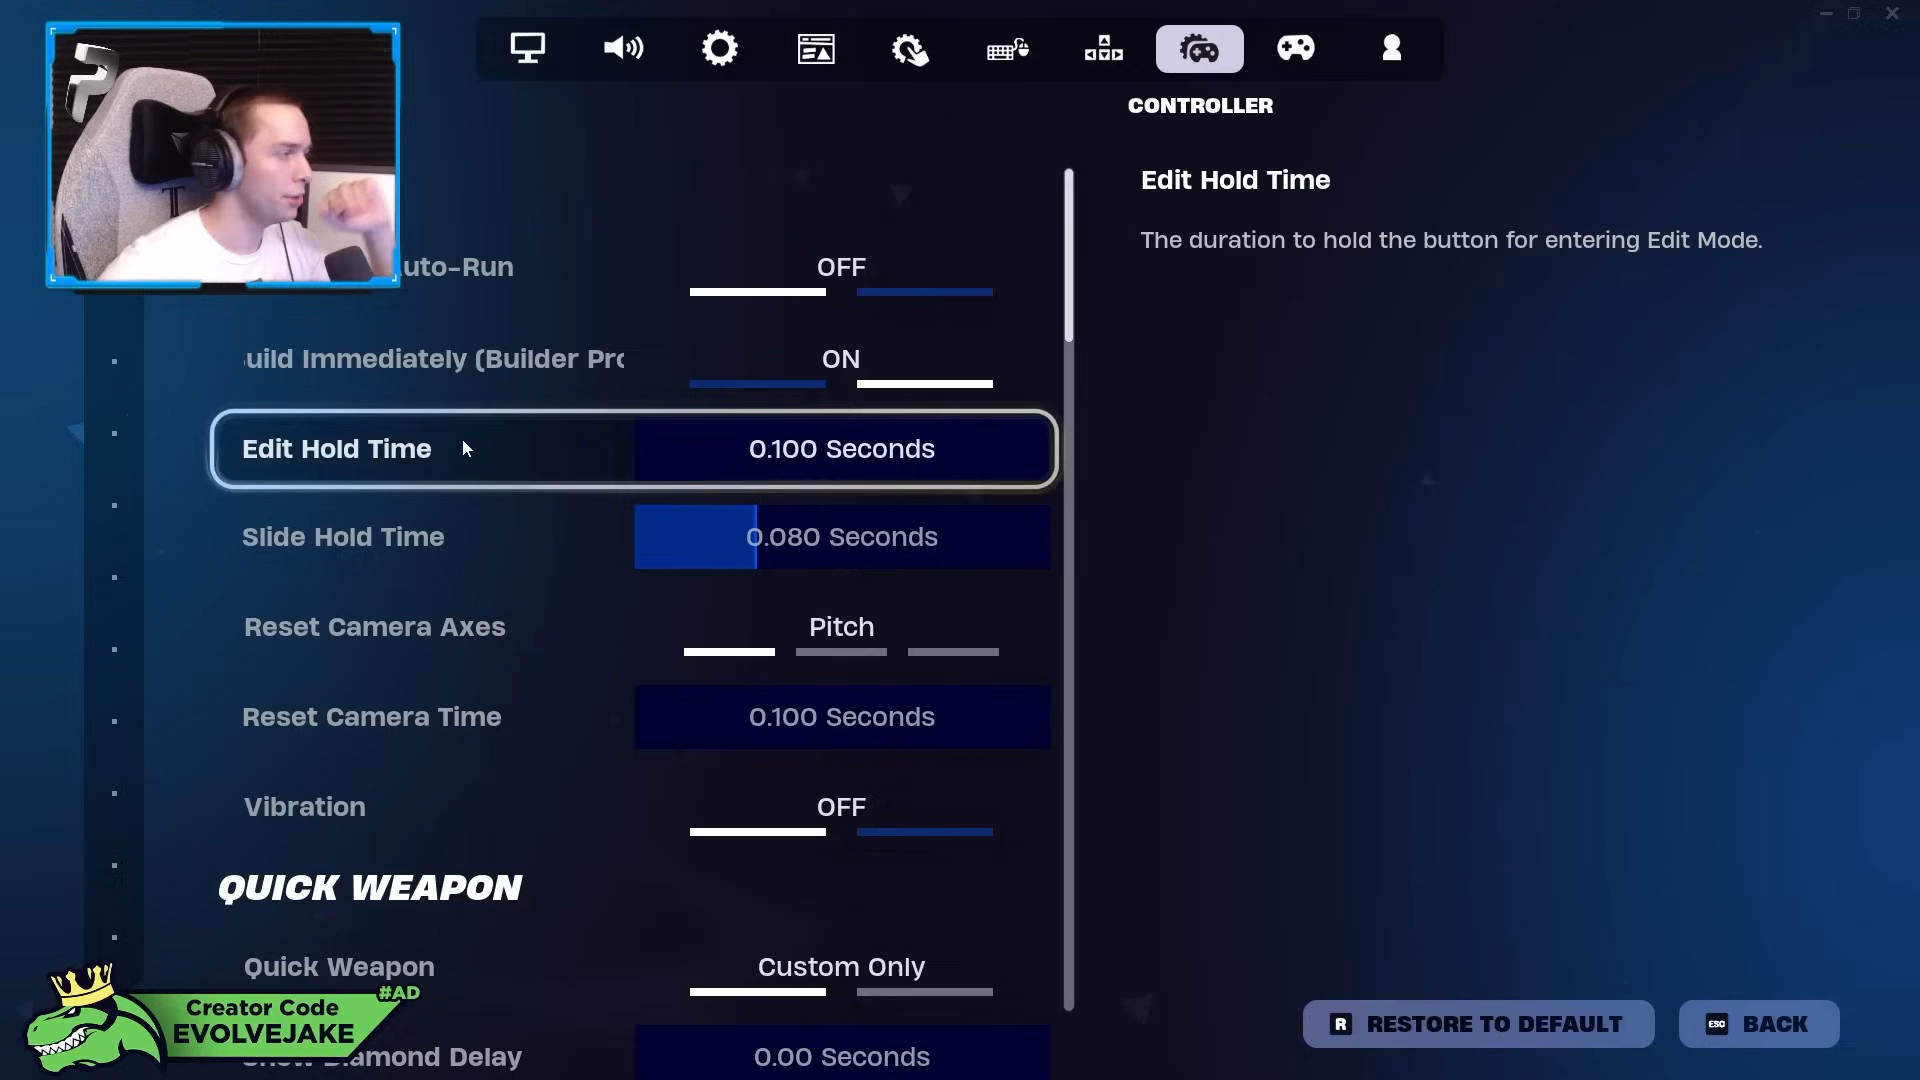 CONTROLLER
Edit Hold Time
The duration to hold the button for entering Edit Mode.
uto-Run
OFF
uild Immediately (Builder Pro
ON
Edit Hold Time
0.100 Seconds
Slide Hold Time
0.080 Seconds
Reset Camera Axes
Pitch
Reset Camera Time
0.100 Seconds
Vibration
OFF
QUICK WEAPON
Quick Weapon
Custom Only
#AD
Creator Code
EVOLVEJAKE
Show Diamond Delay
0.00 Seconds
R RESTORE TO DEFAULT
ESC BACK